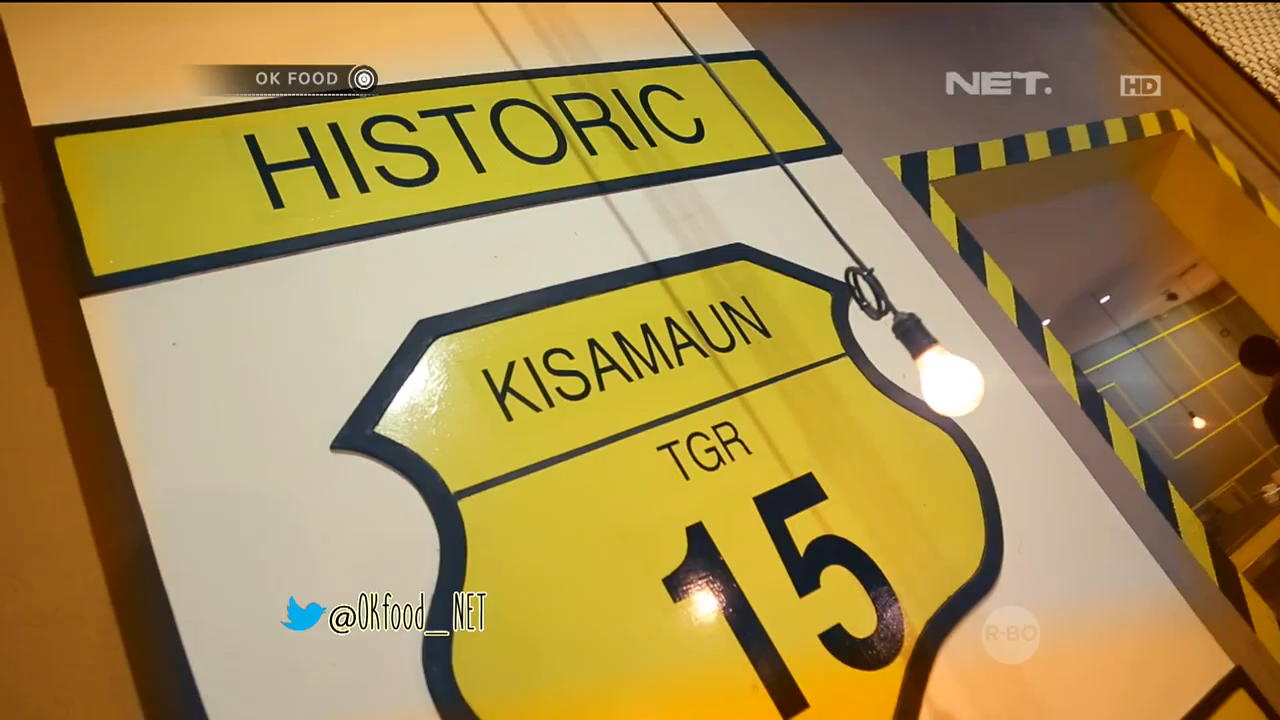 OK FOOD
NET.
HD
HISTORIC
KISAMAUN
TGR
15
@OKfood_NET
R-BO